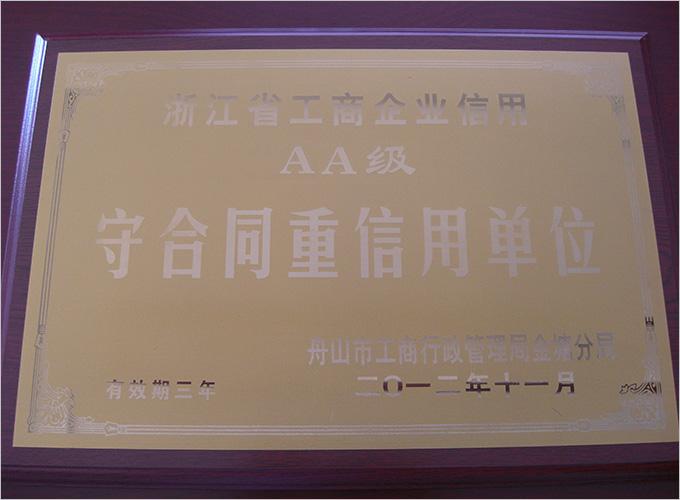 浙江省工商企业信用
AA级
守合同重信用单位
舟山市工商行政管理局金塘分局
有效期三年
二〇一二年十一月